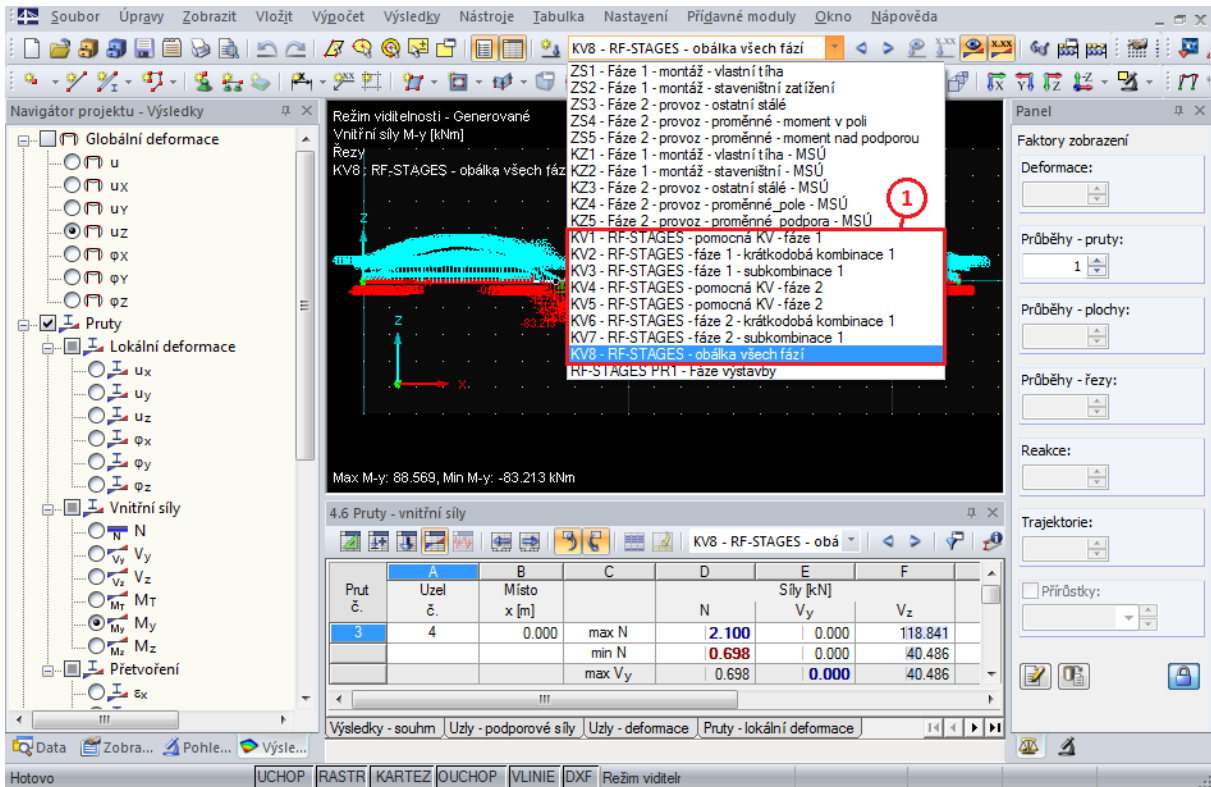 Soubor Úpravy Zobrazit Vložit Výpočet Výsledky Nástroje Tabulka Nastavení Přídavné moduly Okno Nápověda
KV8 - RF-STAGES - obálka všech fází
Navigátor projektu - Výsledky
Globální deformace
u
uX
uY
uZ
φX
φY
φZ
Pruty
Lokální deformace
ux
uy
uz
φx
φy
φz
Vnitřní síly
N
Vy
Vz
MT
My
Mz
Přetvoření
εx
Data Zobra... Pohle... Výsle...
Režim viditelnosti - Generované
Vnitřní síly M-y [kNm]
Řezy
KV8 : RF-STAGES - obálka všech fáz
Z
-83.213
Z
X
Max M-y: 88.569, Min M-y: -83.213 kNm
ZS1 - Fáze 1 - montáž - vlastní tíha
ZS2 - Fáze 1 - montáž - staveništní zatížení
ZS3 - Fáze 2 - provoz - ostatní stálé
ZS4 - Fáze 2 - provoz - proměnné - moment v poli
ZS5 - Fáze 2 - provoz - proměnné - moment nad podporou
KZ1 - Fáze 1 - montáž - vlastní tíha - MSÚ
KZ2 - Fáze 1 - montáž - staveništní - MSÚ
KZ3 - Fáze 2 - provoz - ostatní stálé - MSÚ
KZ4 - Fáze 2 - provoz - proměnné_pole - MSÚ
KZ5 - Fáze 2 - provoz - proměnné_podpora - MSÚ
1
KV1 - RF-STAGES - pomocná KV - fáze 1
KV2 - RF-STAGES - fáze 1 - krátkodobá kombinace 1
KV3 - RF-STAGES - fáze 1 - subkombinace 1
KV4 - RF-STAGES - pomocná KV - fáze 2
KV5 - RF-STAGES - pomocná KV - fáze 2
KV6 - RF-STAGES - fáze 2 - krátkodobá kombinace 1
KV7 - RF-STAGES - fáze 2 - subkombinace 1
KV8 - RF-STAGES - obálka všech fází
RF-STAGES PR1 - Fáze výstavby
4.6 Pruty - vnitřní síly
KV8 - RF-STAGES - obá
A B C D E F
Prut Uzel Místo Síly [kN]
č. č. x [m] N Vy Vz
3 4 0.000 max N 2.100 0.000 118.841
min N 0.698 0.000 40.486
max Vy 0.698 0.000 40.486
Výsledky - souhrn Uzly - podporové síly Uzly - deformace Pruty - lokální deformace
Panel
Faktory zobrazení
Deformace:
Průběhy - pruty:
1
Průběhy - plochy:
Průběhy - řezy:
Reakce:
Trajektorie:
Přírůstky:
Hotovo UCHOP RASTR KARTEZ OUCHOP VLINIE DXF Režim viditelr